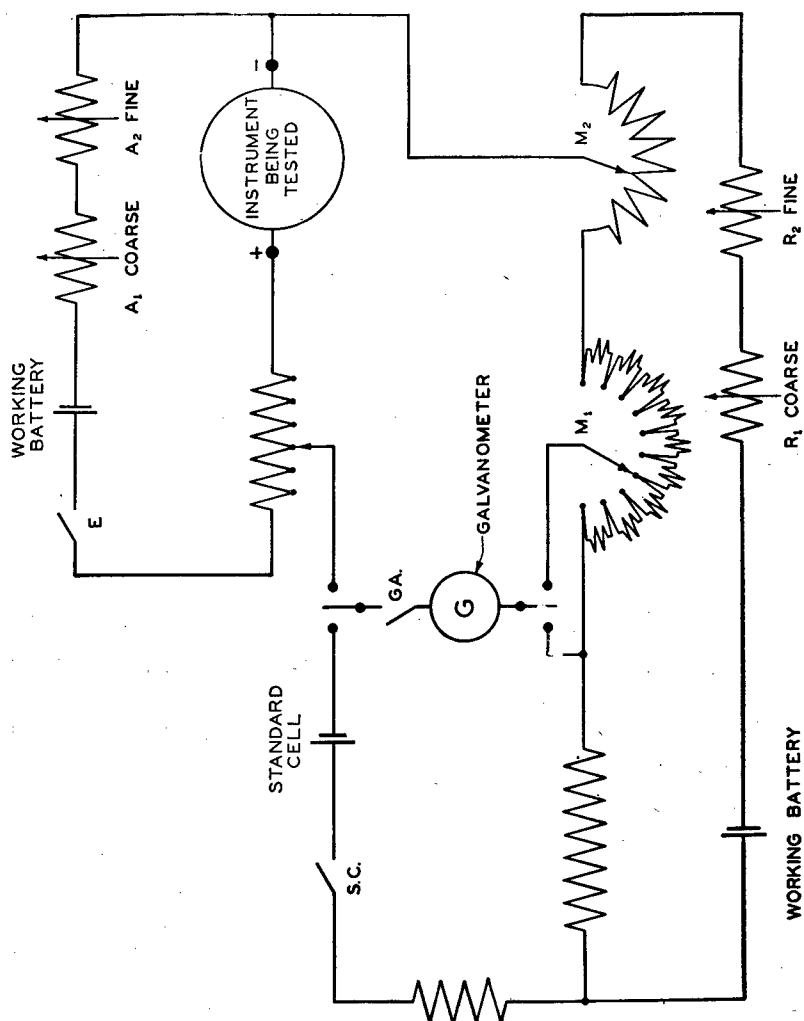 WORKING
BATTERY
A₁ COARSE
A₂ FINE
E
+
INSTRUMENT
BEING
TESTED
−
STANDARD
CELL
S.C.
GA.
G
GALVANOMETER
M₁
M₂
WORKING BATTERY
R₁ COARSE
R₂ FINE